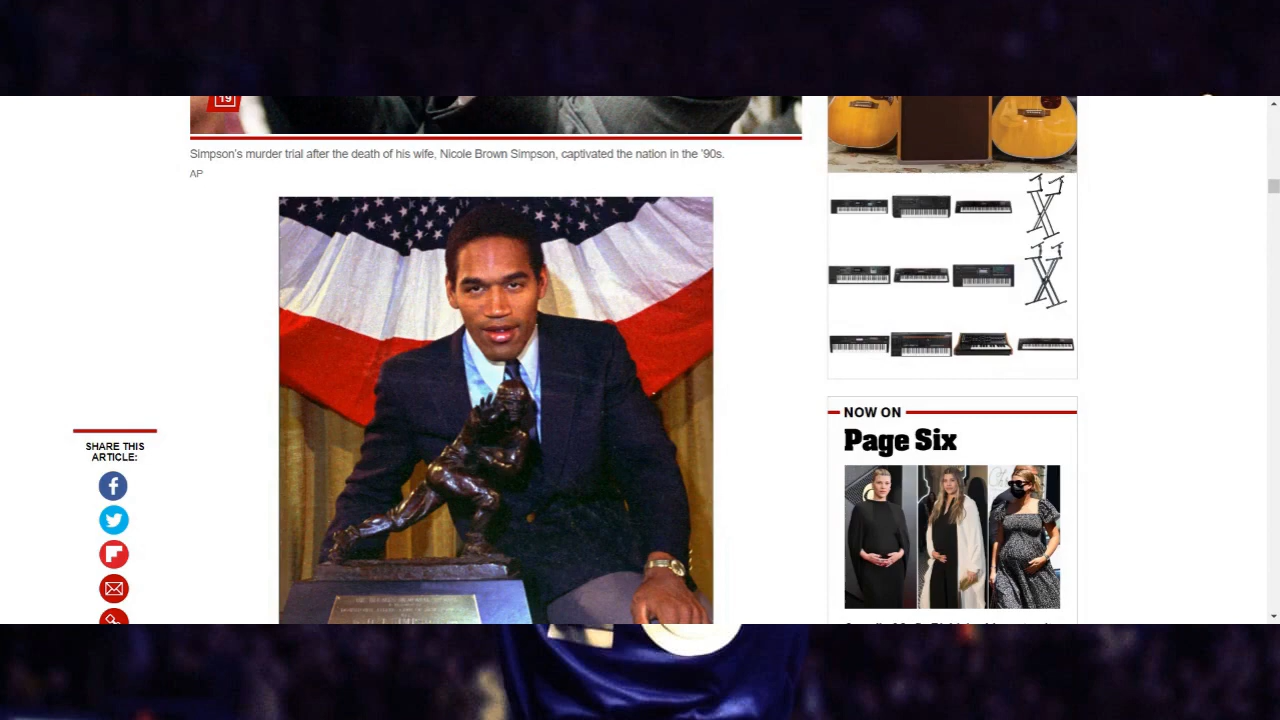 19
Simpson's murder trial after the death of his wife, Nicole Brown Simpson, captivated the nation in the '90s.
AP
SHARE THIS
ARTICLE:
NOW ON
Page Six